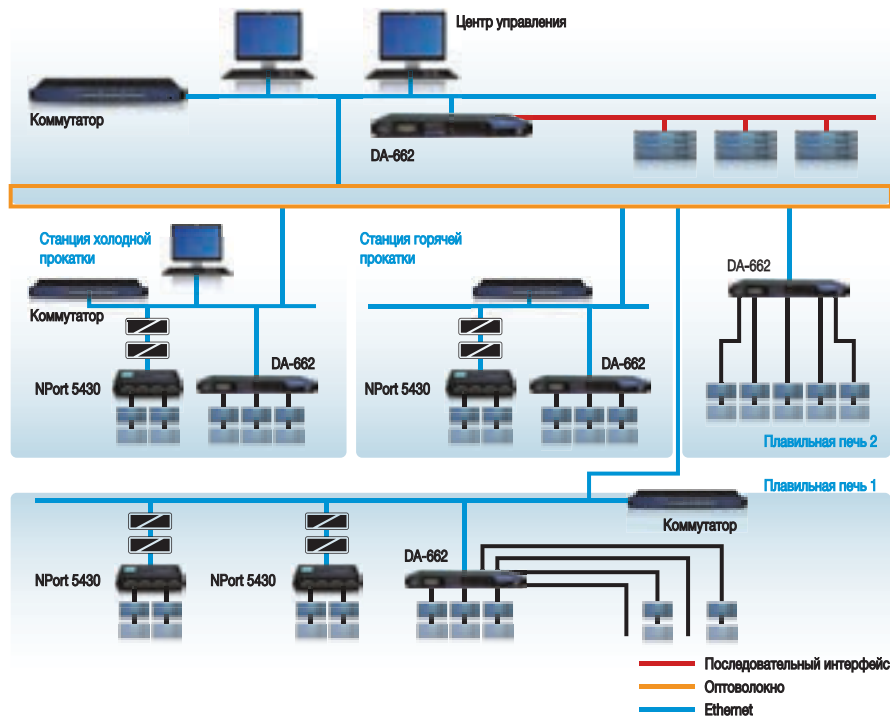 Центр управления
Коммутатор
DA-662
Станция холодной
прокатки
Станция горячей
прокатки
DA-662
Коммутатор
DA-662
DA-662
NPort 5430
NPort 5430
Плавильная печь 2
Плавильная печь 1
Коммутатор
DA-662
NPort 5430
NPort 5430
Последовательный интерфейс
Оптоволокно
Ethernet